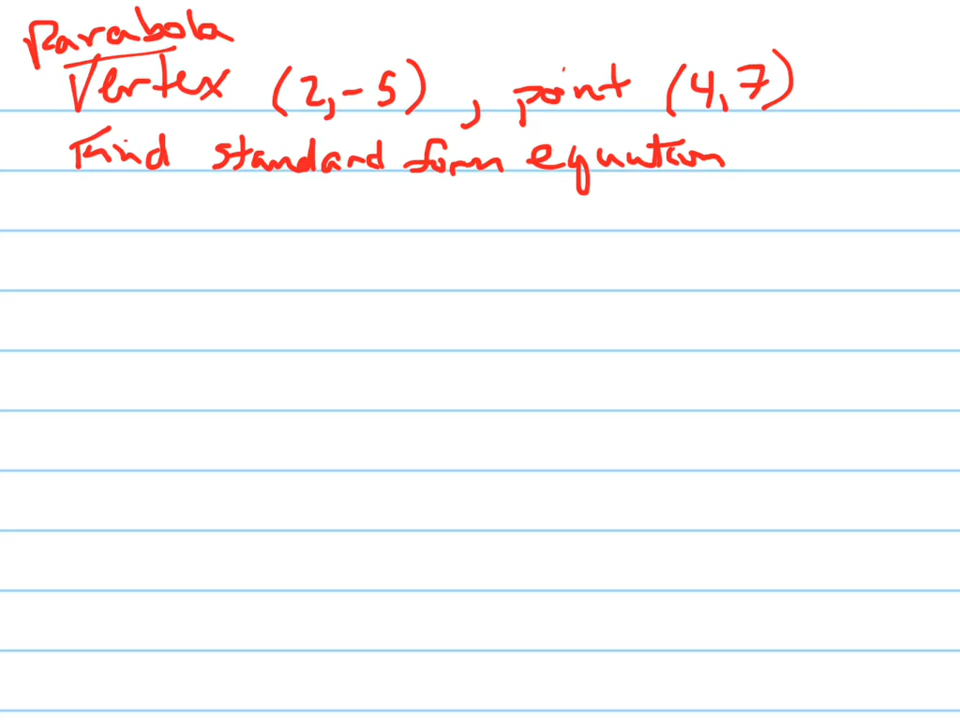 Parabola
Vertex (2,-5), point (4,7)
Find standard form equation